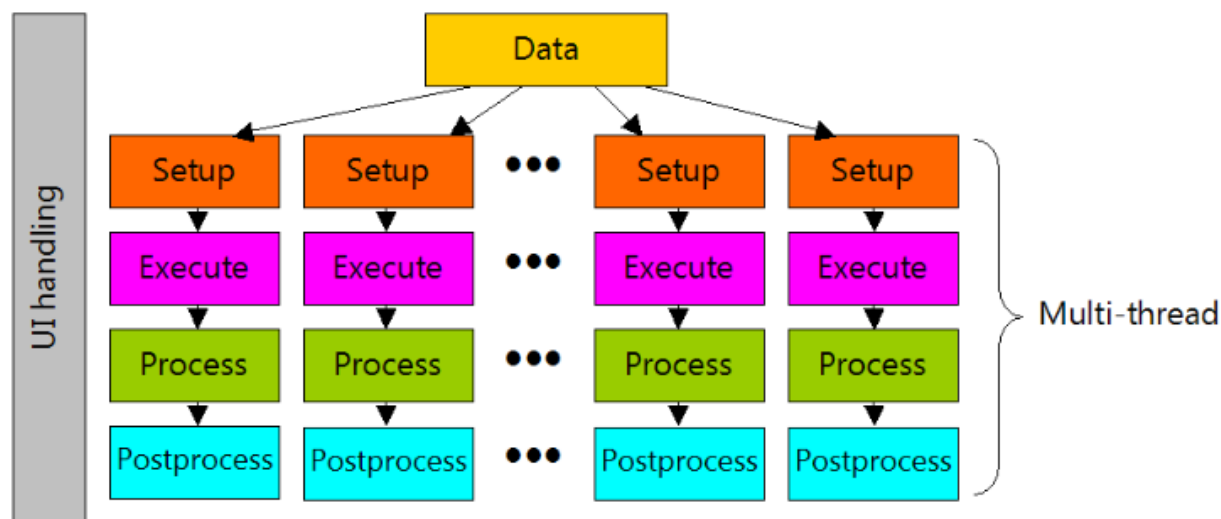 Data
UI handling
Setup Setup ●●● Setup Setup
Execute Execute ●●● Execute Execute
Multi-thread
Process Process ●●● Process Process
Postprocess Postprocess ●●● Postprocess Postprocess